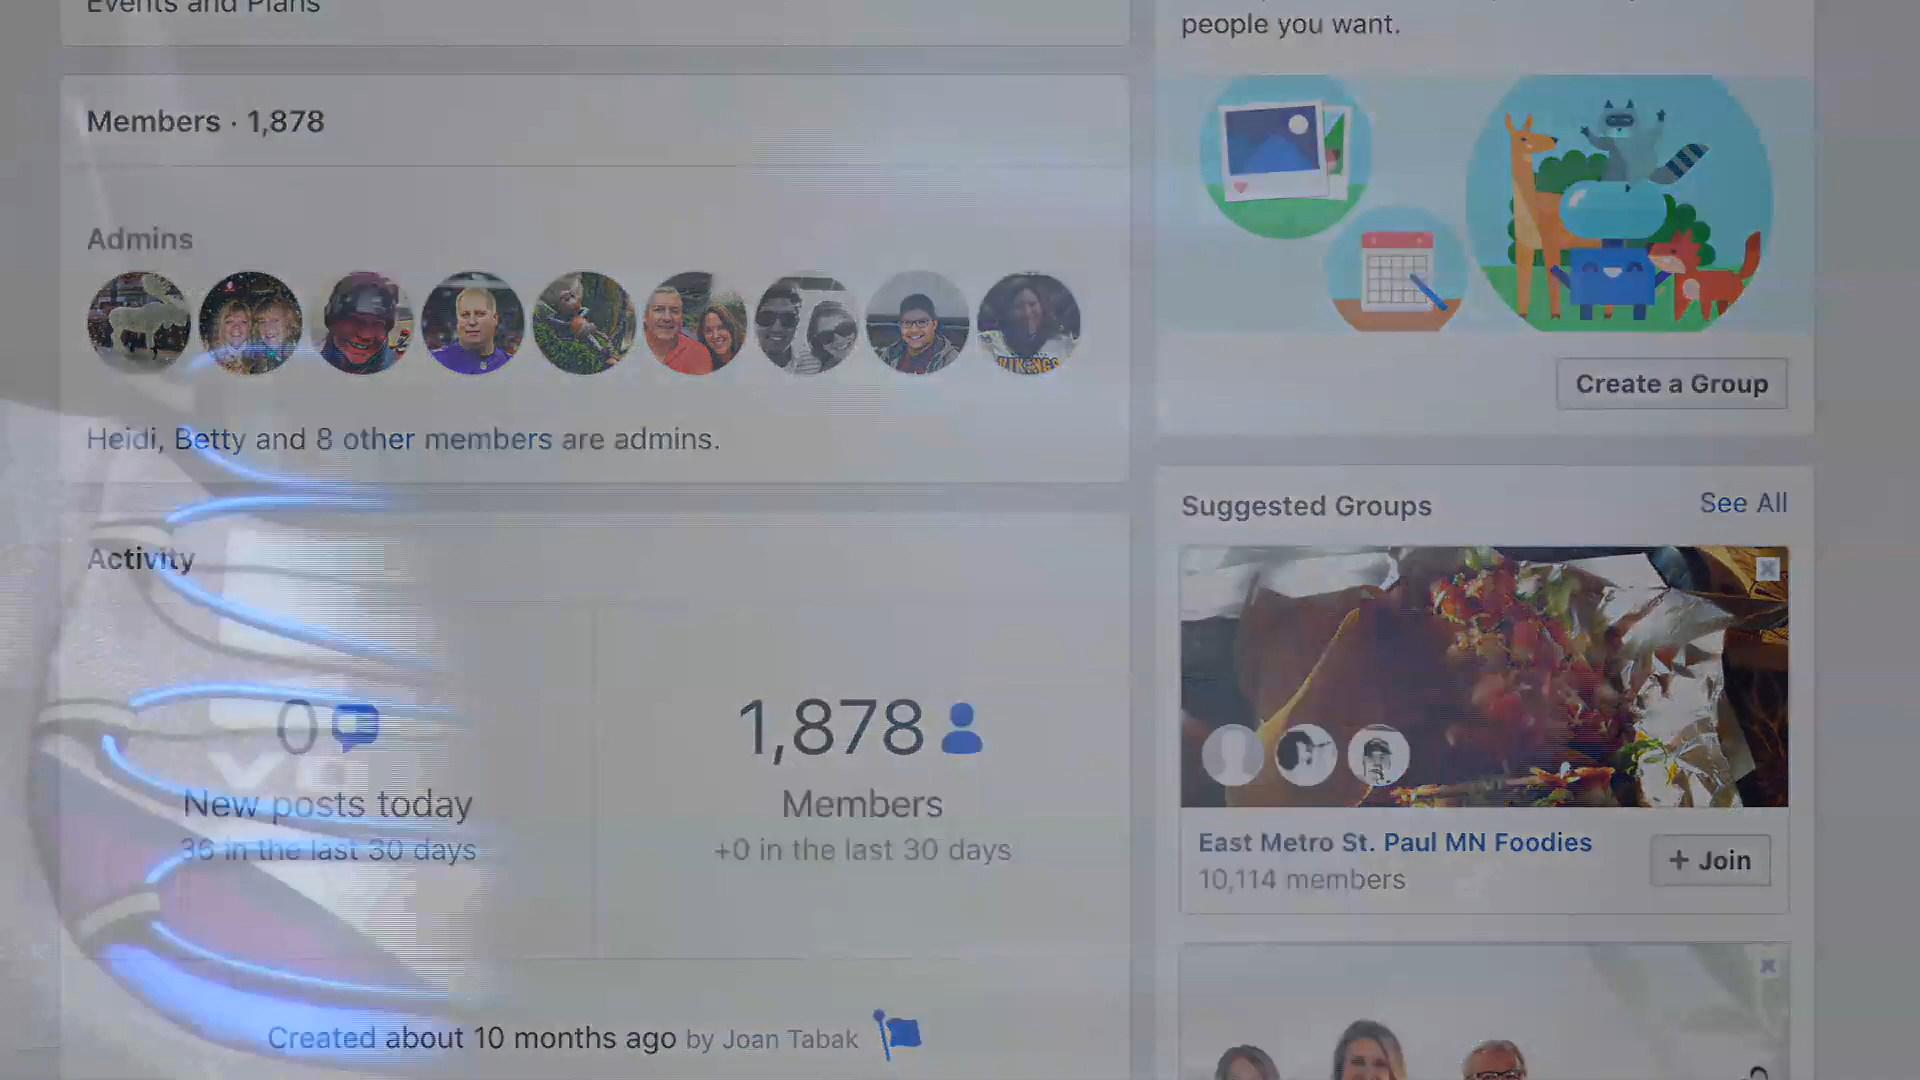 Events and Plans
people you want.
Members · 1,878
Admins
Heidi, Betty and 8 other members are admins.
Create a Group
Suggested Groups
See All
Activity
0
New posts today
36 in the last 30 days
1,878
Members
+0 in the last 30 days
East Metro St. Paul MN Foodies
10,114 members
+ Join
Created about 10 months ago by Joan Tabak
VIKINGS